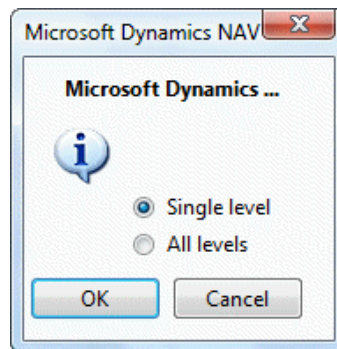 Microsoft Dynamics NAV
Microsoft Dynamics ...
Single level
All levels
OK
Cancel